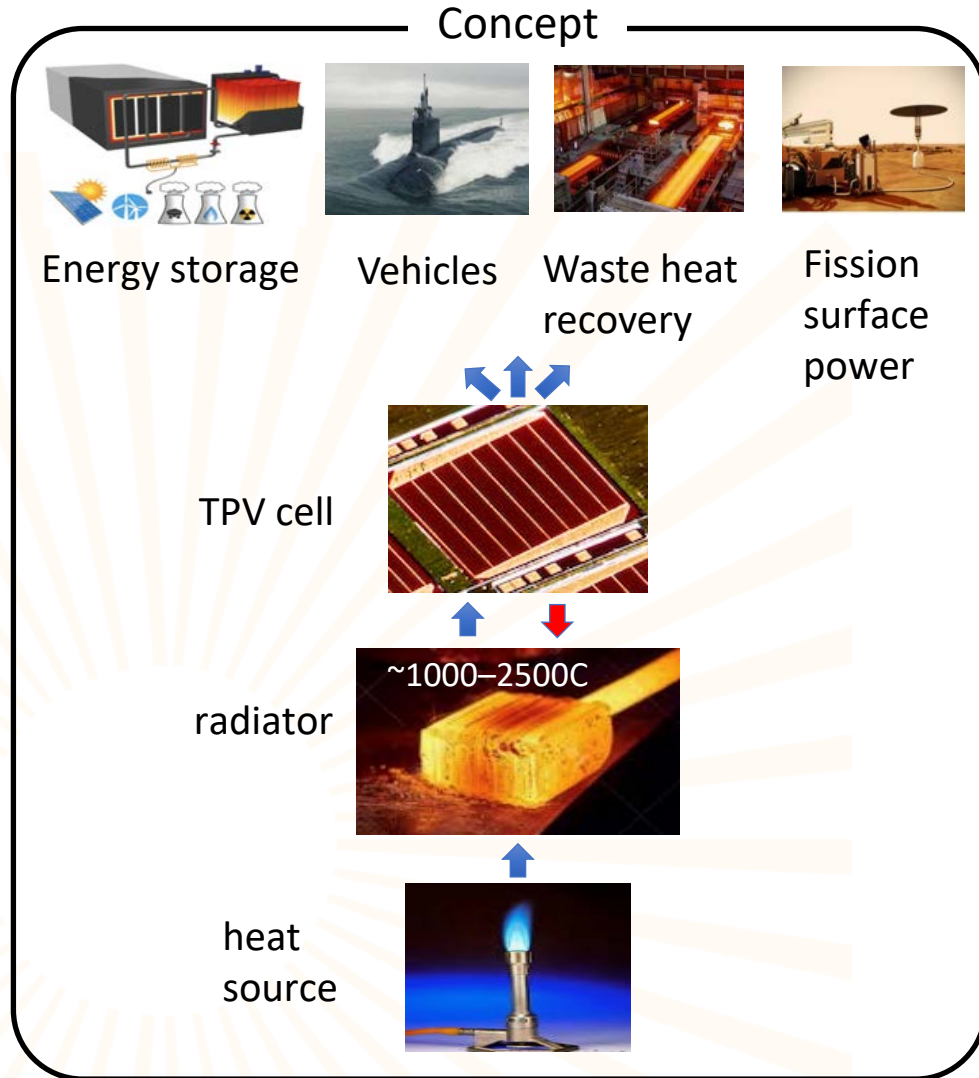 Concept
Energy storage
Vehicles
Waste heat
recovery
Fission
surface
power
TPV cell
~1000–2500C
radiator
heat
source